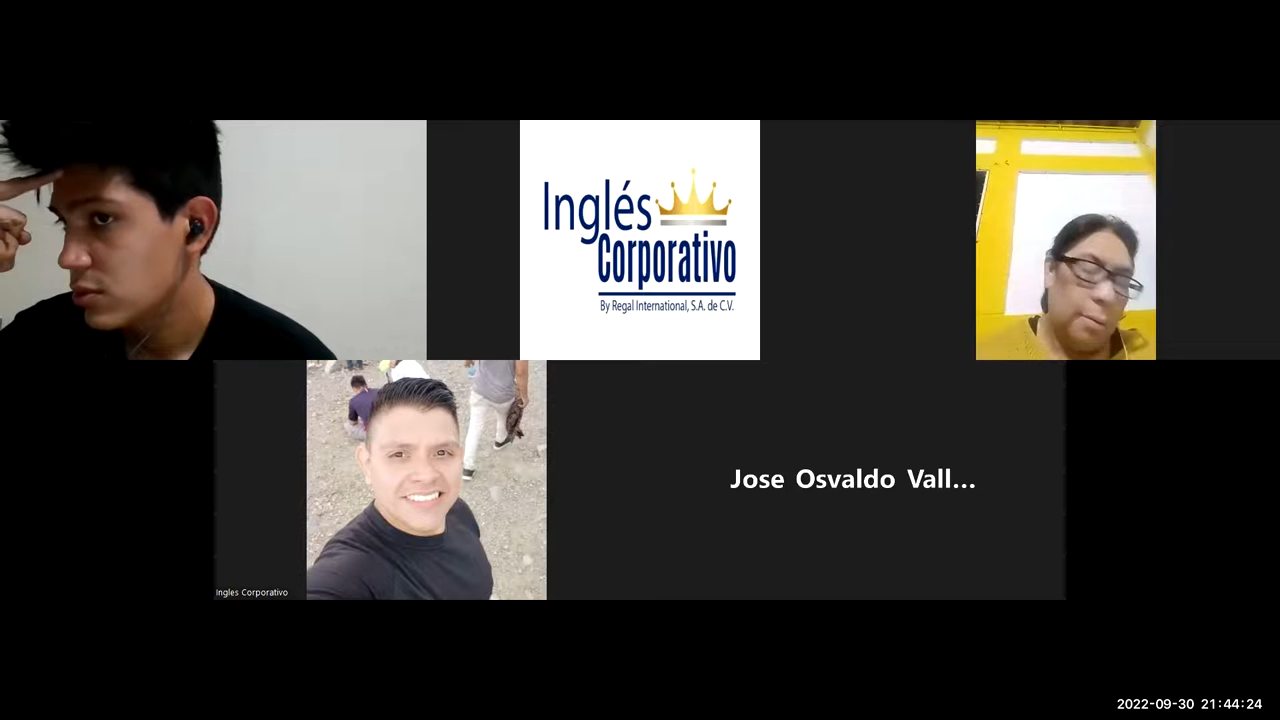 Inglés
Corporativo
By Regal International, S.A. de C.V.
Jose Osvaldo Vall...
Ingles Corporativo
2022-09-30 21:44:24